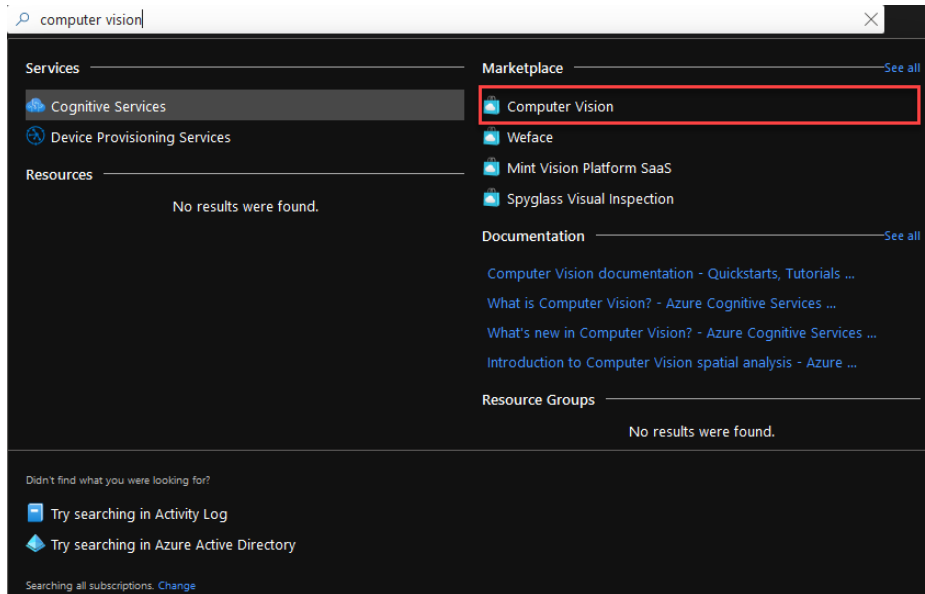 computer vision
Services
Cognitive Services
Device Provisioning Services
Resources
No results were found.
Marketplace
See all
Computer Vision
Weface
Mint Vision Platform SaaS
Spyglass Visual Inspection
Documentation
See all
Computer Vision documentation - Quickstarts, Tutorials ...
What is Computer Vision? - Azure Cognitive Services ...
What's new in Computer Vision? - Azure Cognitive Services ...
Introduction to Computer Vision spatial analysis - Azure ...
Resource Groups
No results were found.
Didn't find what you were looking for?
Try searching in Activity Log
Try searching in Azure Active Directory
Searching all subscriptions. Change